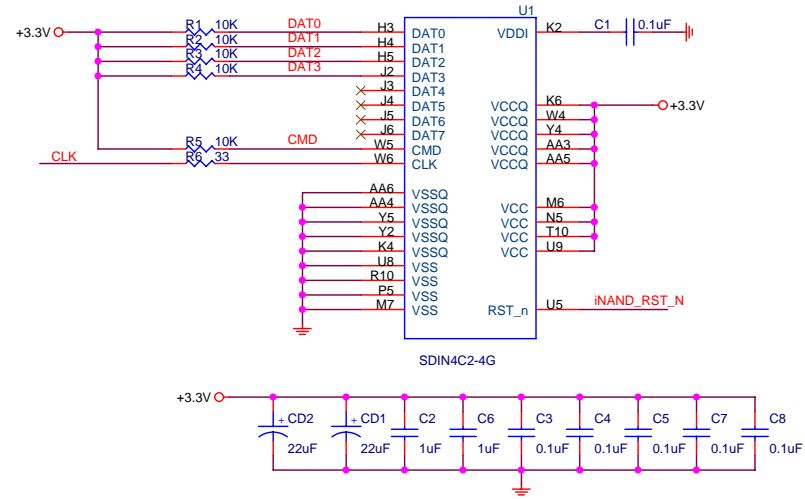 U1
+3.3V R1 10K DAT0 H3 DAT0 VDDI K2 C1 0.1uF
R2 10K DAT1 H4 DAT1
R3 10K DAT2 H5 DAT2
R4 10K DAT3 J2 DAT3
J3 DAT4
J4 DAT5 VCCQ K6 +3.3V
J5 DAT6 VCCQ W4
J6 DAT7 VCCQ Y4
R5 10K CMD W5 CMD VCCQ AA3
CLK R6 33 W6 CLK VCCQ AA5
AA6 VSSQ
AA4 VSSQ VCC M6
Y5 VSSQ VCC N5
Y2 VSSQ VCC T10
K4 VSSQ VCC U9
U8 VSS
R10 VSS
P5 VSS
M7 VSS RST_n U5 iNAND_RST_N
SDIN4C2-4G
+3.3V
+ CD2 + CD1 C2 C6 C3 C4 C5 C7 C8
22uF 22uF 1uF 1uF 0.1uF 0.1uF 0.1uF 0.1uF 0.1uF